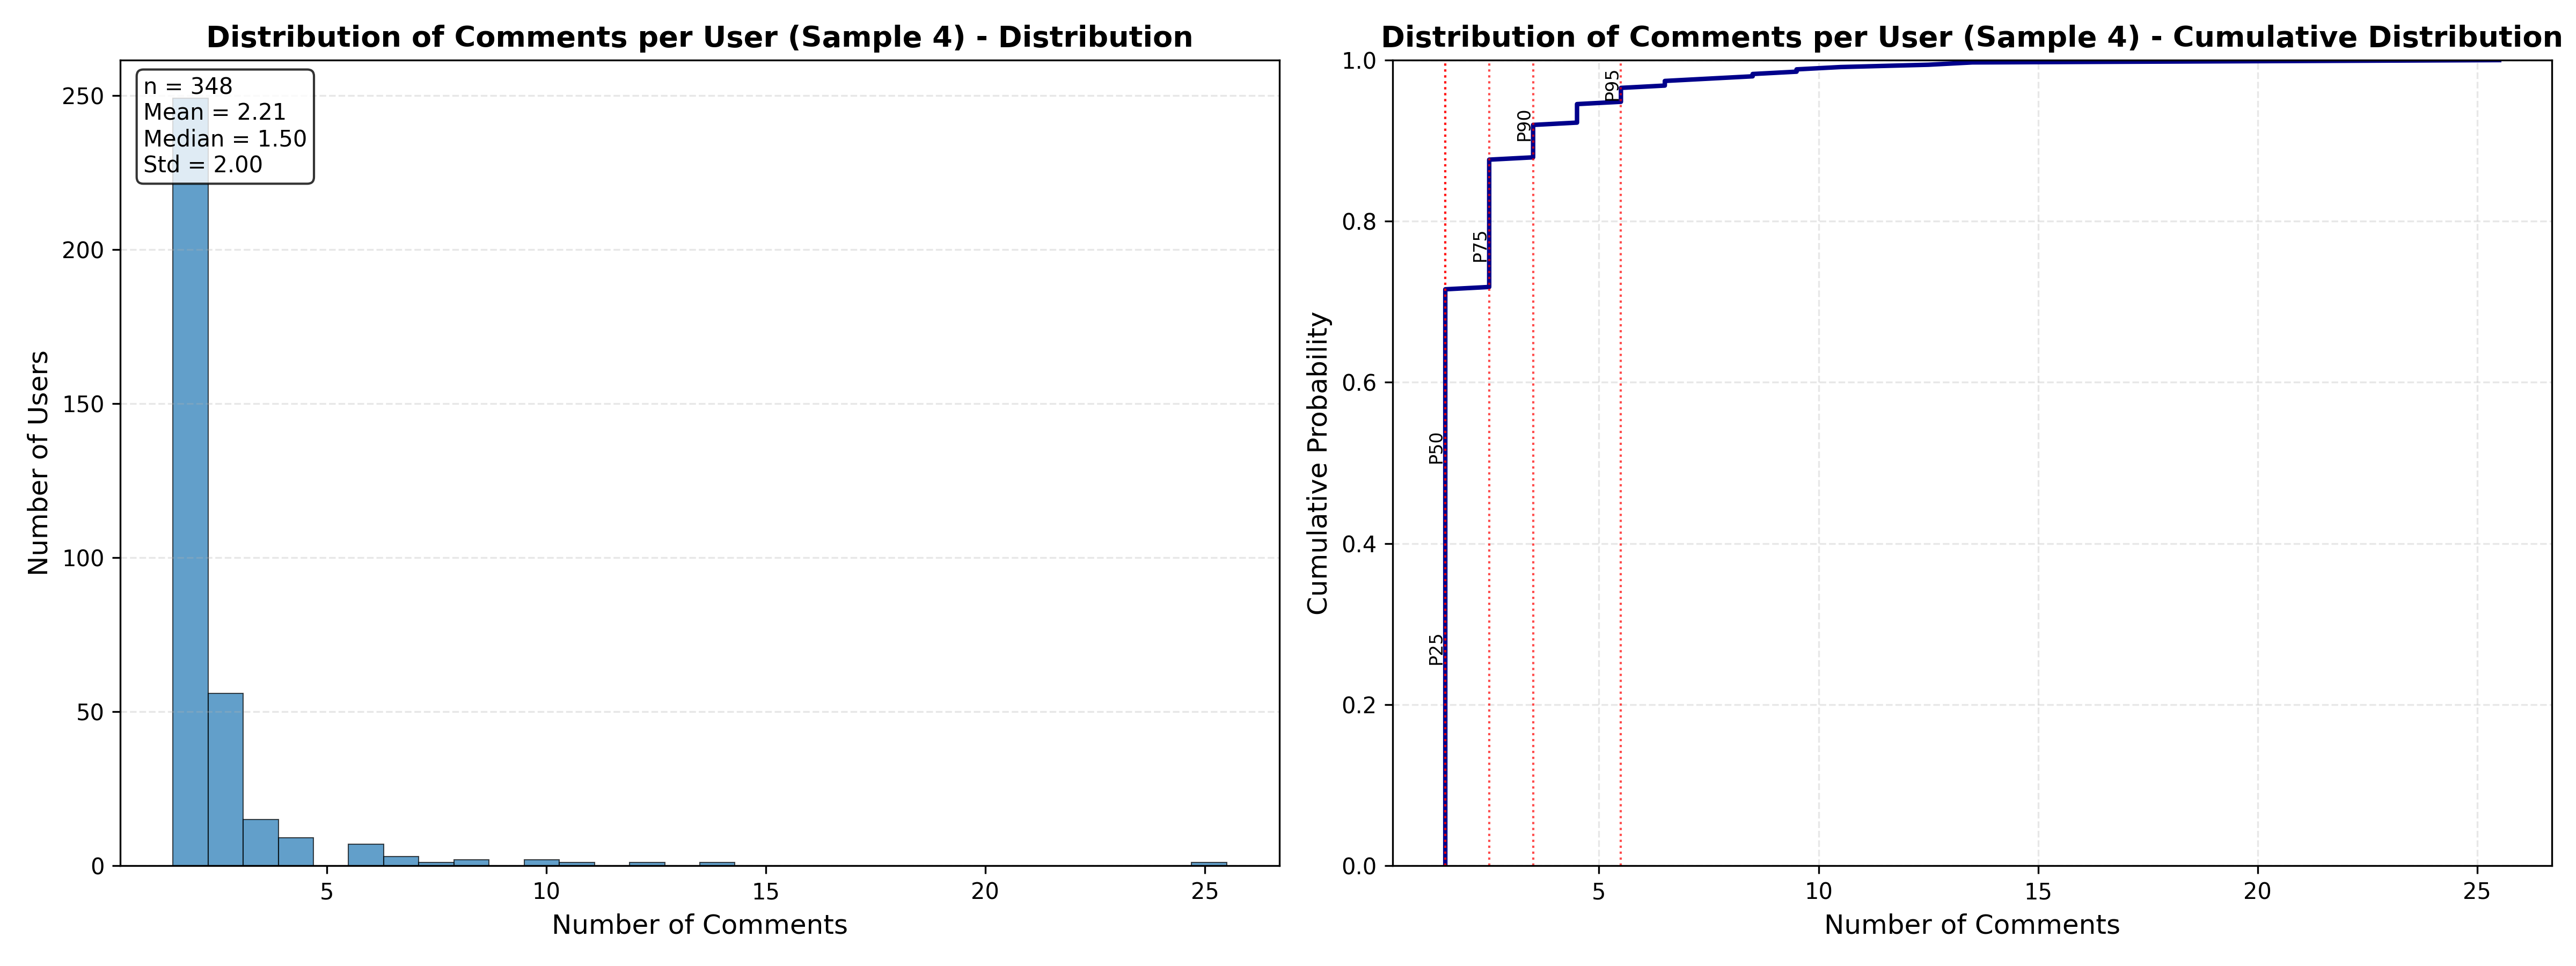 Distribution of Comments per User (Sample 4) - Distribution
n = 348
Mean = 2.21
Median = 1.50
Std = 2.00
250
200
150
100
50
0
Number of Users
5
10
15
20
25
Number of Comments
Distribution of Comments per User (Sample 4) - Cumulative Distribution
1.0
0.8
0.6
0.4
0.2
0.0
Cumulative Probability
P25
P50
P75
P90
P95
5
10
15
20
25
Number of Comments